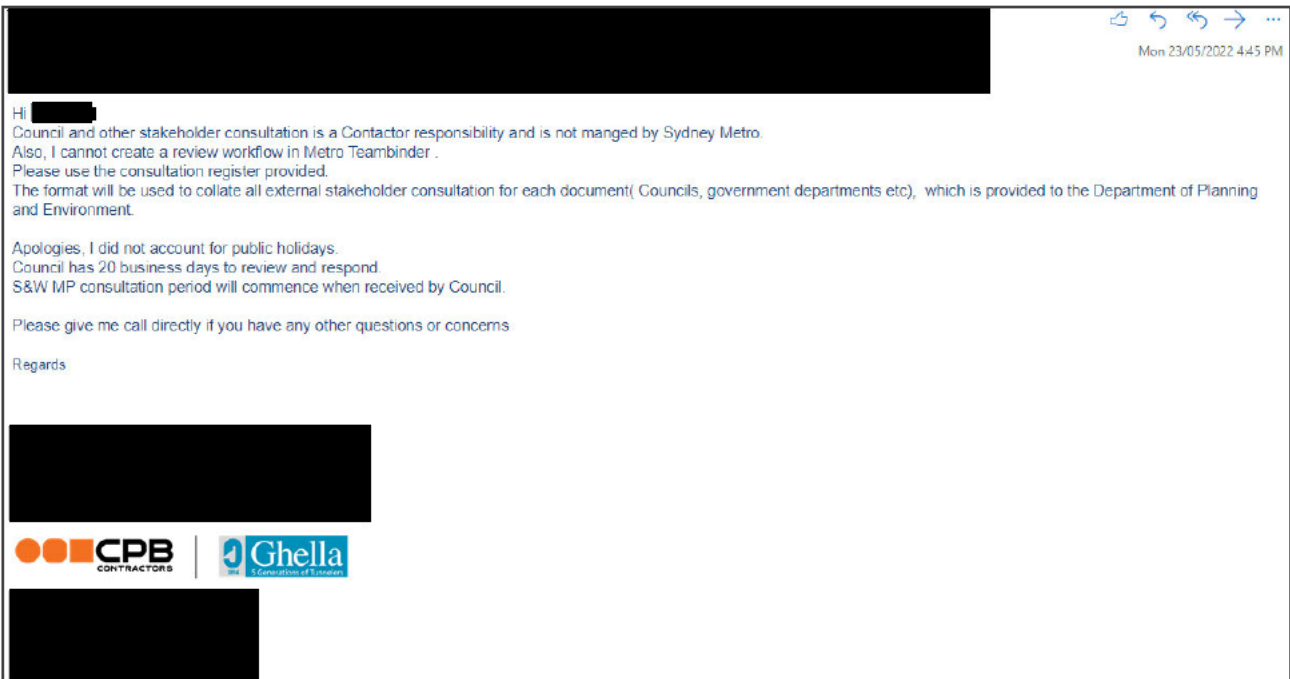 Mon 23/05/2022 4:45 PM
Hi
Council and other stakeholder consultation is a Contactor responsibility and is not manged by Sydney Metro.
Also, I cannot create a review workflow in Metro Teambinder .
Please use the consultation register provided.
The format will be used to collate all external stakeholder consultation for each document( Councils, government departments etc), which is provided to the Department of Planning
and Environment.
Apologies, I did not account for public holidays.
Council has 20 business days to review and respond.
S&W MP consultation period will commence when received by Council.
Please give me call directly if you have any other questions or concerns
Regards
CPB
CONTRACTORS
Ghella
5 Generations of Tunnelers